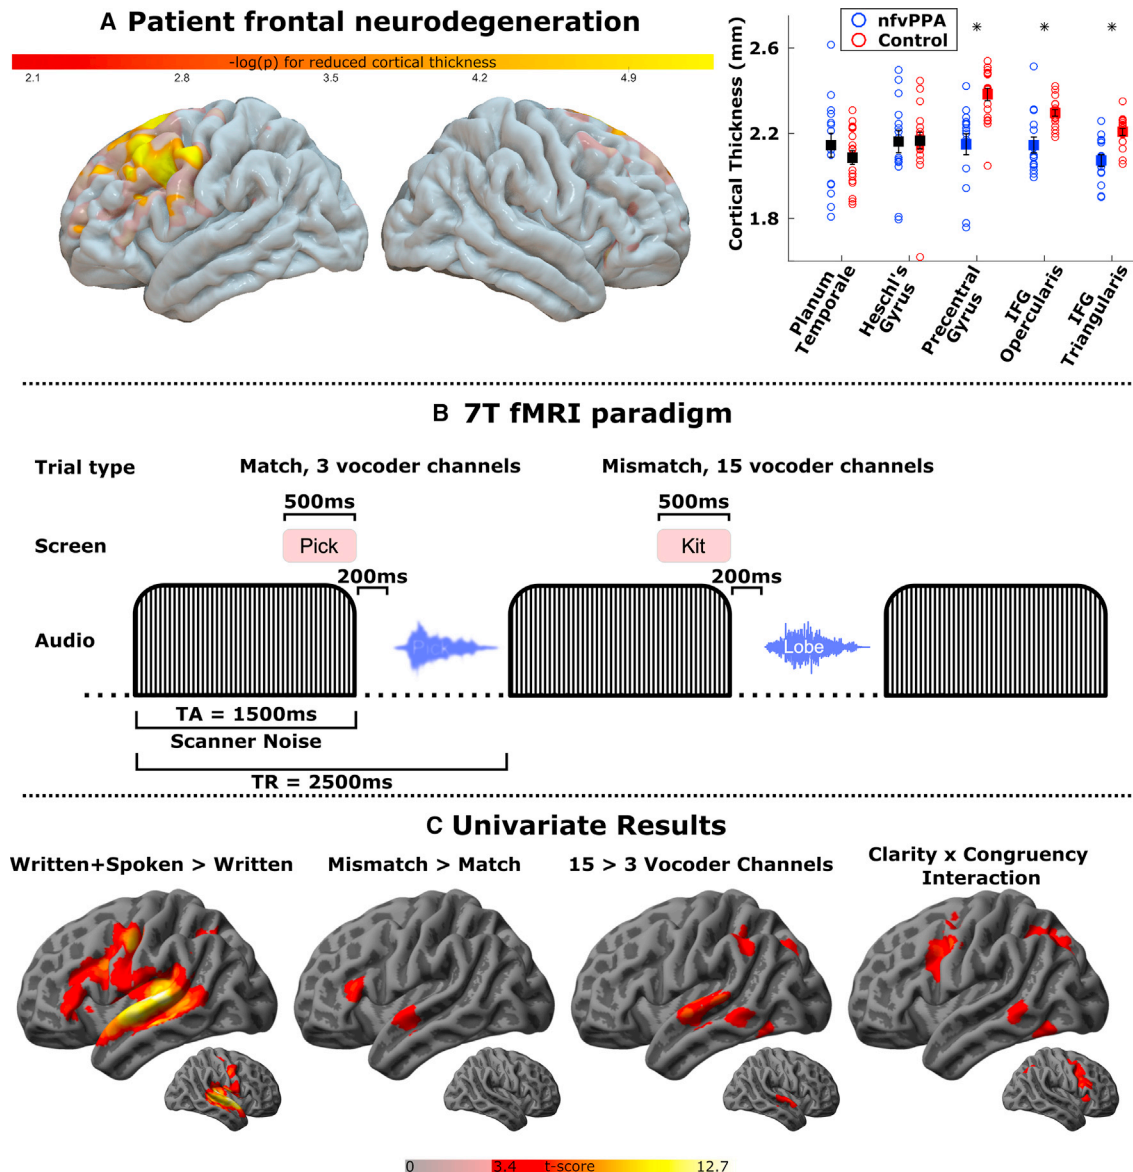 A Patient frontal neurodegeneration
-log(p) for reduced cortical thickness
2.1 2.8 3.5 4.2 4.9
nfvPPA
Control
* * *
Cortical Thickness (mm)
2.6
2.2
1.8
Planum
Temporale
Heschl's
Gyrus
Precentral
Gyrus
IFG
Opercularis
IFG
Triangularis
B 7T fMRI paradigm
Trial type
Match, 3 vocoder channels
Mismatch, 15 vocoder channels
500ms
500ms
Screen
Pick
Kit
200ms
200ms
Audio
Pick
Lobe
TA = 1500ms
Scanner Noise
TR = 2500ms
C Univariate Results
Written+Spoken > Written
Mismatch > Match
15 > 3 Vocoder Channels
Clarity x Congruency
Interaction
0 3.4 t-score 12.7